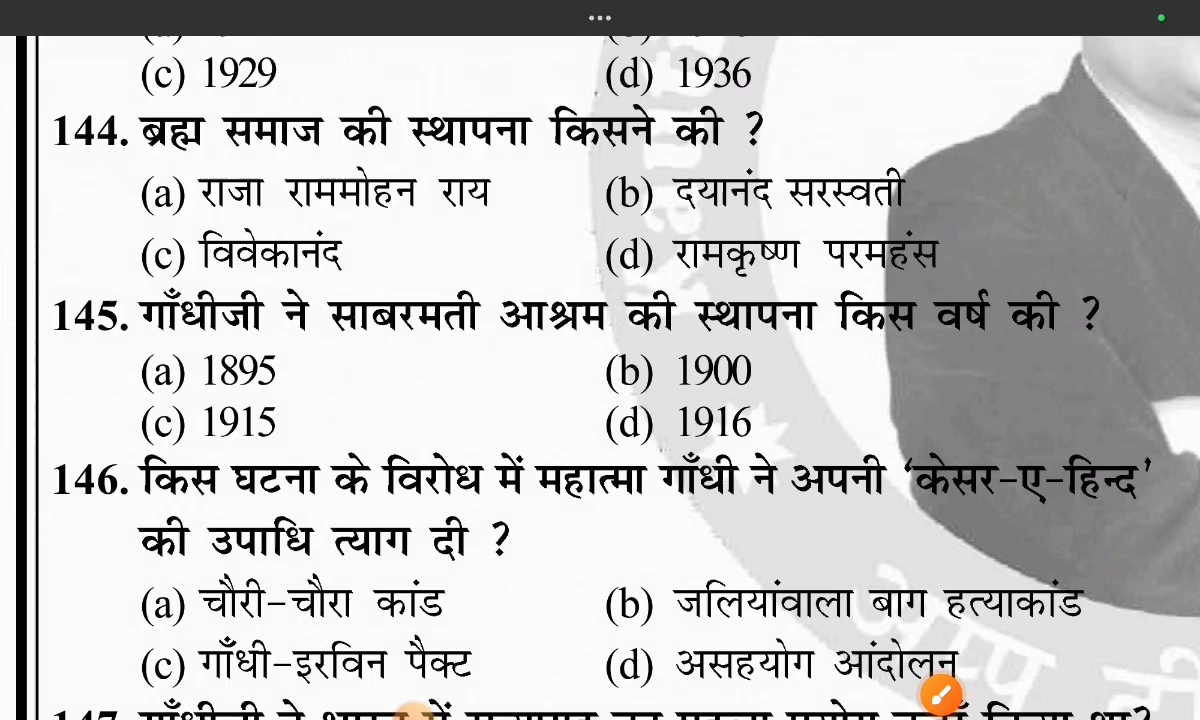 (c) 1929 (d) 1936
144. ब्रह्म समाज की स्थापना किसने की ?
(a) राजा राममोहन राय (b) दयानंद सरस्वती
(c) विवेकानंद (d) रामकृष्ण परमहंस
145. गाँधीजी ने साबरमती आश्रम की स्थापना किस वर्ष की ?
(a) 1895 (b) 1900
(c) 1915 (d) 1916
146. किस घटना के विरोध में महात्मा गाँधी ने अपनी ‘केसर-ए-हिन्द’
की उपाधि त्याग दी ?
(a) चौरी-चौरा कांड (b) जलियांवाला बाग हत्याकांड
(c) गाँधी-इरविन पैक्ट (d) असहयोग आंदोलन